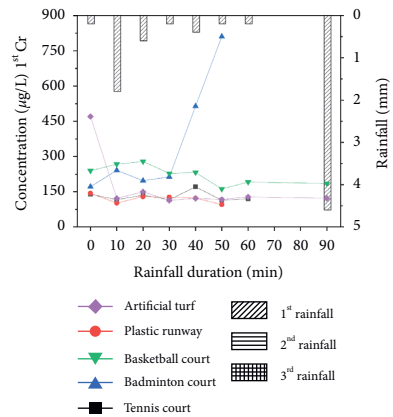 900
750
600
450
300
150
0
Concentration (μg/L) 1st Cr
0
1
2
3
4
5
Rainfall (mm)
0 10 20 30 40 50 60 70 80 90
Rainfall duration (min)
Artificial turf
Plastic runway
Basketball court
Badminton court
Tennis court
1st rainfall
2nd rainfall
3rd rainfall